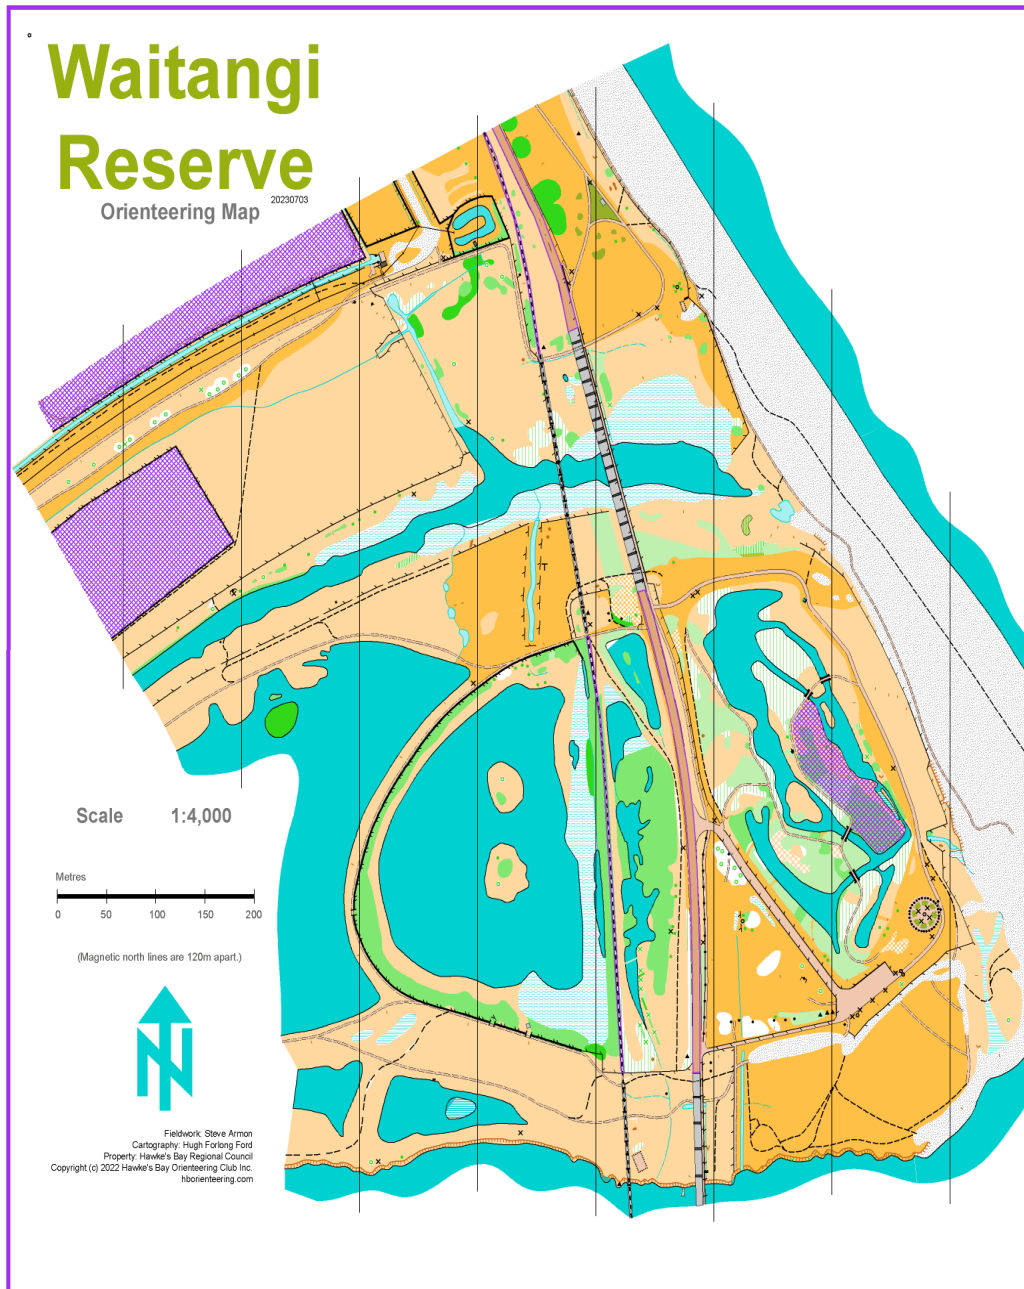 Waitangi
Reserve
20230703
Orienteering Map
Scale 1:4,000
Metres
0 50 100 150 200
(Magnetic north lines are 120m apart.)
N
Fieldwork: Steve Armon
Cartography: Hugh Forlong Ford
Property: Hawke's Bay Regional Council
Copyright (c) 2022 Hawke's Bay Orienteering Club Inc.
hborienteering.com